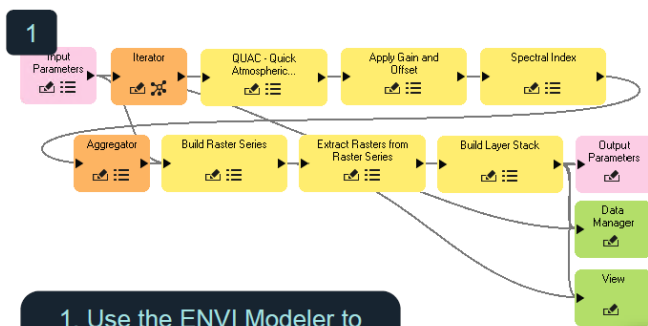 1
Input
Parameters
Iterator
QUAC - Quick
Atmospheric...
Apply Gain and
Offset
Spectral Index
Aggregator
Build Raster Series
Extract Rasters from
Raster Series
Build Layer Stack
Output
Parameters
Data
Manager
View
1. Use the ENVI Modeler to